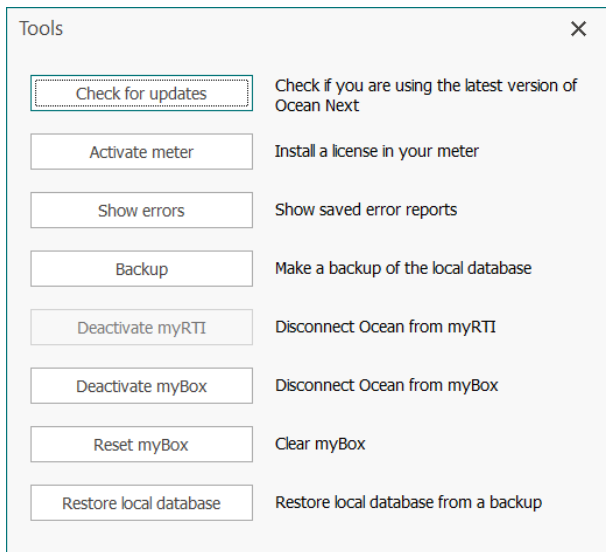 Tools
Check for updates
Check if you are using the latest version of
Ocean Next
Activate meter
Install a license in your meter
Show errors
Show saved error reports
Backup
Make a backup of the local database
Deactivate myRTI
Disconnect Ocean from myRTI
Deactivate myBox
Disconnect Ocean from myBox
Reset myBox
Clear myBox
Restore local database
Restore local database from a backup